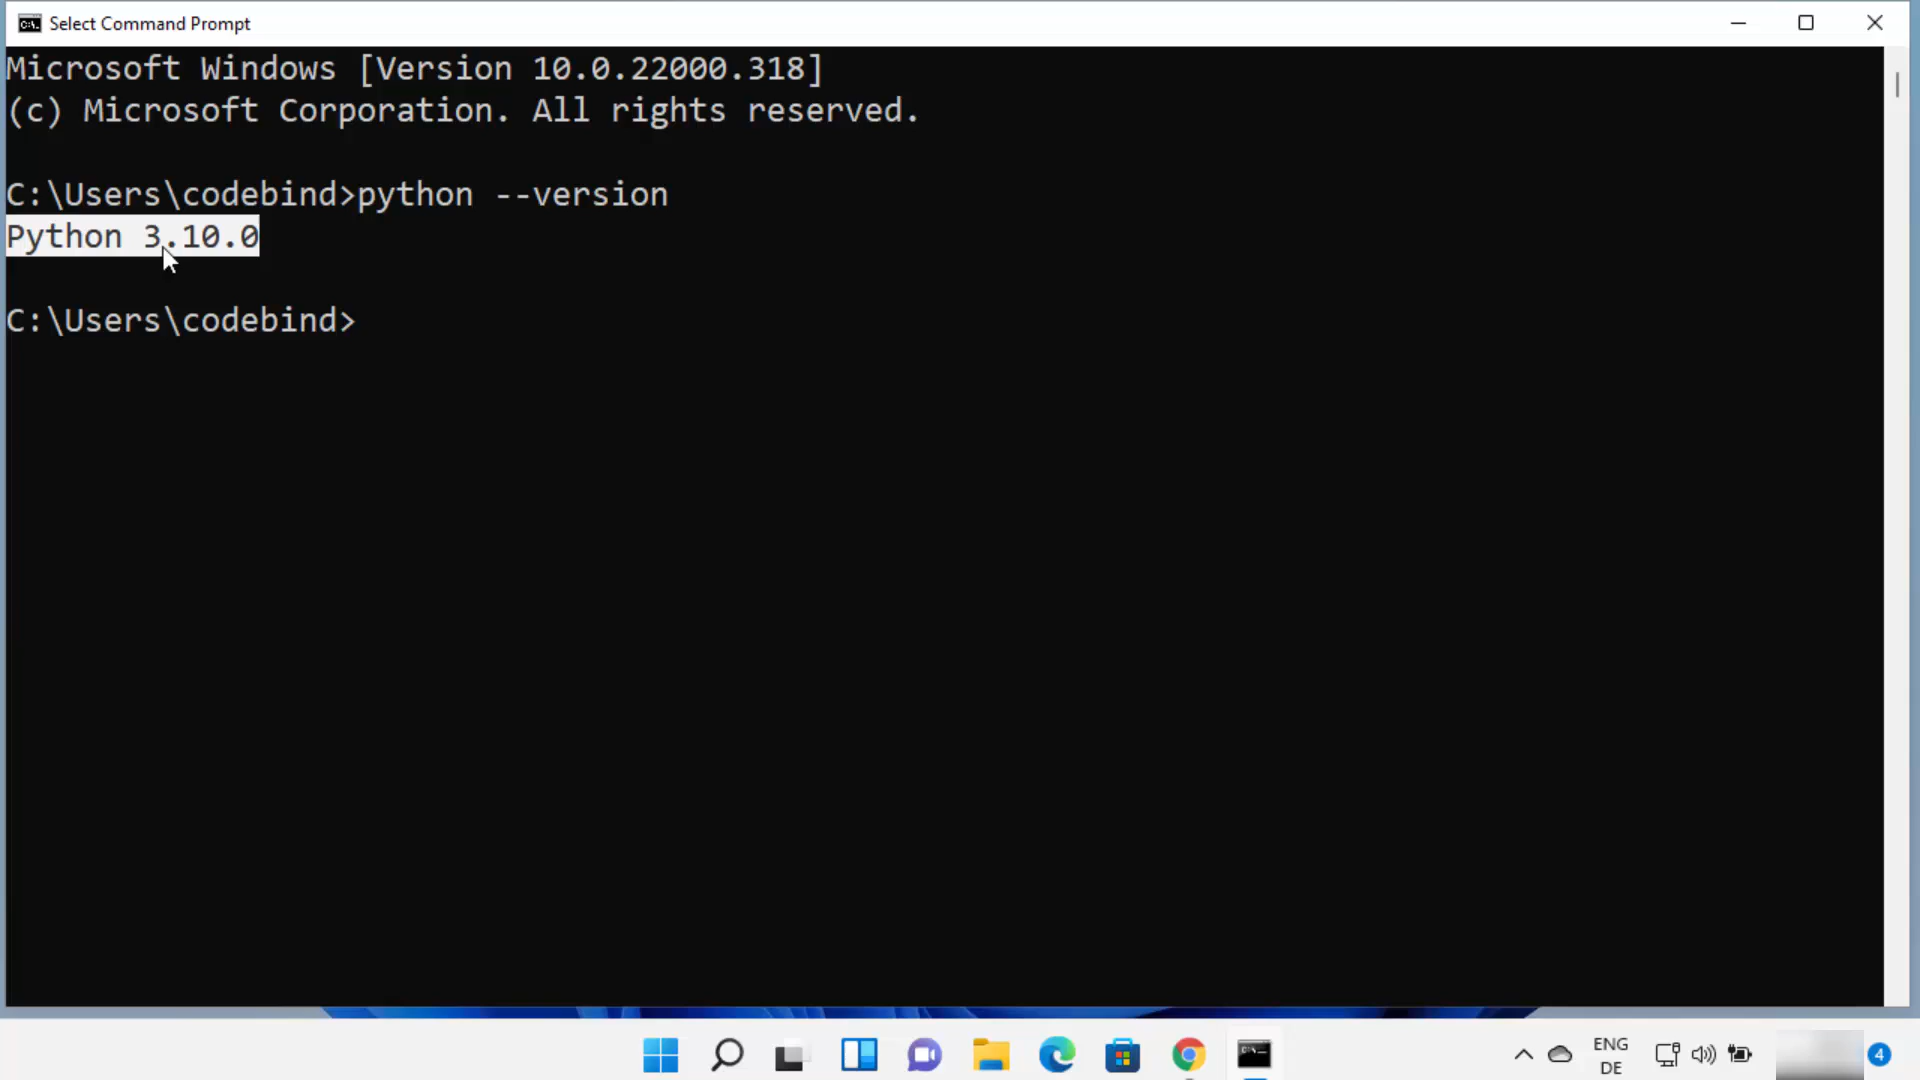 Select Command Prompt
Microsoft Windows [Version 10.0.22000.318]
(c) Microsoft Corporation. All rights reserved.
C:\Users\codebind>python --version
Python 3.10.0
C:\Users\codebind>
ENG
DE
4